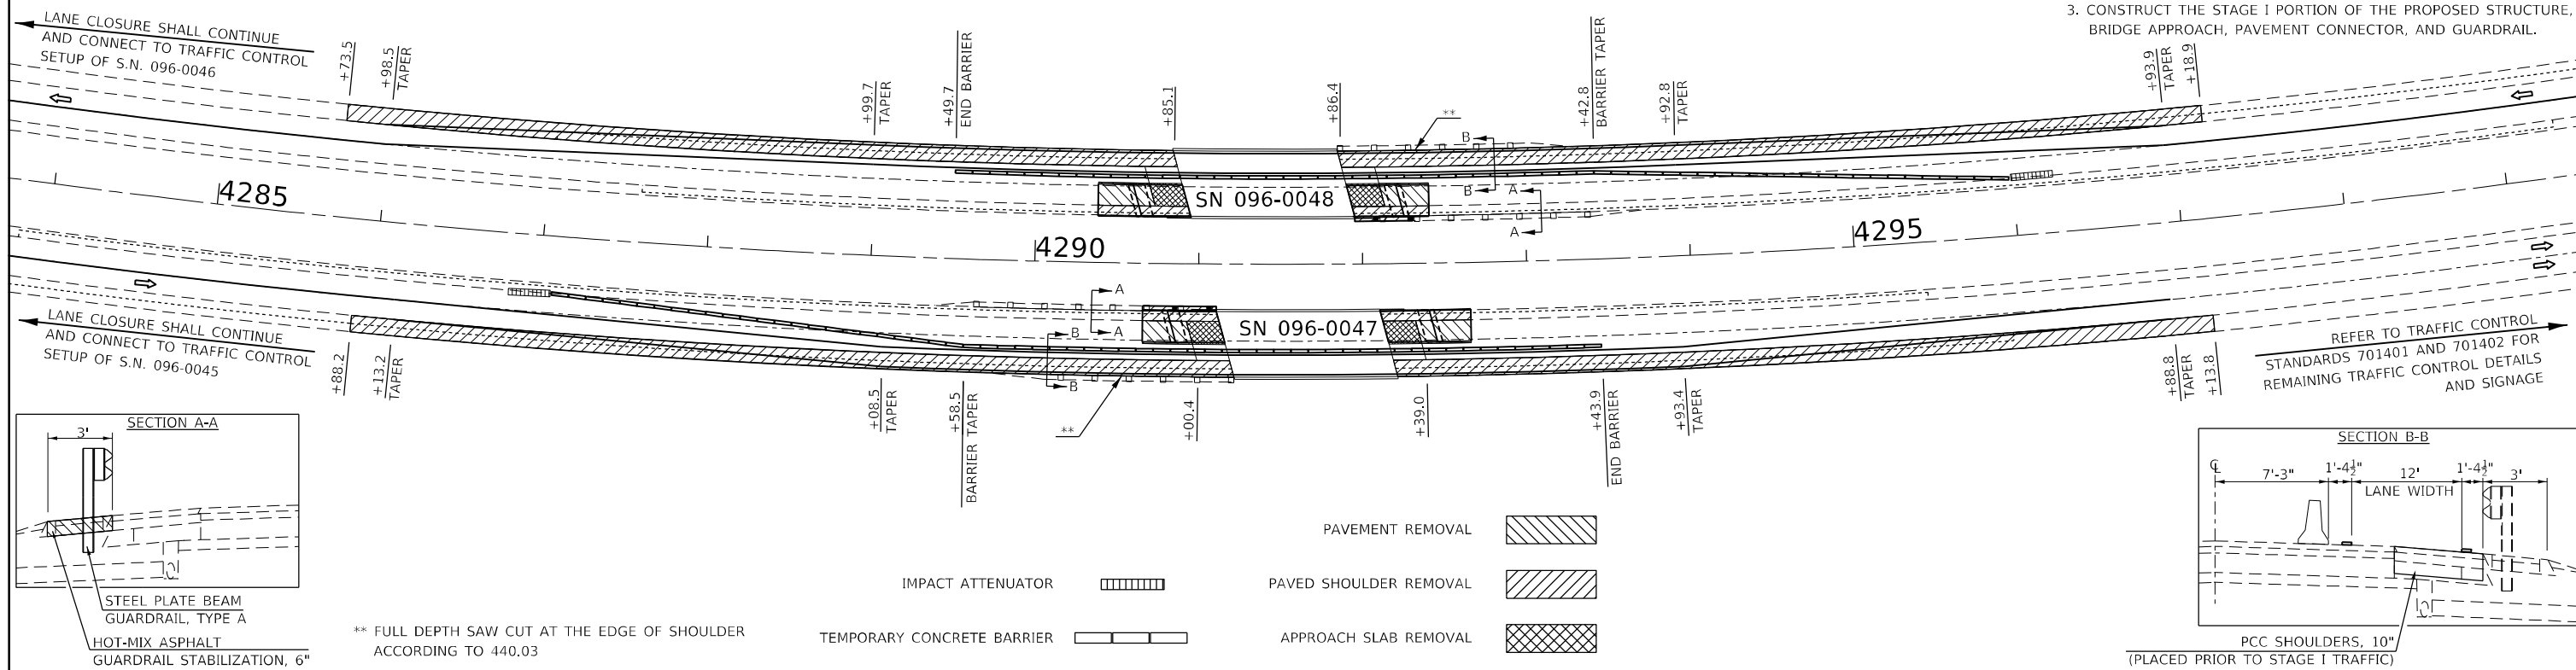 LANE CLOSURE SHALL CONTINUE
AND CONNECT TO TRAFFIC CONTROL
SETUP OF S.N. 096-0046
3. CONSTRUCT THE STAGE I PORTION OF THE PROPOSED STRUCTURE,
BRIDGE APPROACH, PAVEMENT CONNECTOR, AND GUARDRAIL.
+73.5
+98.5
TAPER
+99.7
TAPER
+49.7
END BARRIER
+85.1
+86.4
**
+42.8
BARRIER TAPER
+92.8
TAPER
+93.9
TAPER
+18.9
B
B
A
A
4285
SN 096-0048
4290
4295
A
A
B
B
SN 096-0047
LANE CLOSURE SHALL CONTINUE
AND CONNECT TO TRAFFIC CONTROL
SETUP OF S.N. 096-0045
REFER TO TRAFFIC CONTROL
STANDARDS 701401 AND 701402 FOR
REMAINING TRAFFIC CONTROL DETAILS
AND SIGNAGE
+88.2
+13.2
TAPER
+08.5
TAPER
+58.5
BARRIER TAPER
**
+00.4
+39.0
+43.9
END BARRIER
+93.4
TAPER
+88.8
TAPER
+13.8
SECTION A-A
3'
STEEL PLATE BEAM
GUARDRAIL, TYPE A
HOT-MIX ASPHALT
GUARDRAIL STABILIZATION, 6"
** FULL DEPTH SAW CUT AT THE EDGE OF SHOULDER
ACCORDING TO 440.03
IMPACT ATTENUATOR
TEMPORARY CONCRETE BARRIER
PAVEMENT REMOVAL
PAVED SHOULDER REMOVAL
APPROACH SLAB REMOVAL
SECTION B-B
℄
7'-3" 1'-4½" 12' 1'-4½" 3'
LANE WIDTH
PCC SHOULDERS, 10"
(PLACED PRIOR TO STAGE I TRAFFIC)